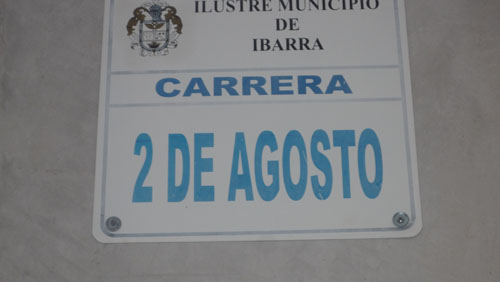 ILUSTRE MUNICIPIO
DE
IBARRA
CARRERA
2 DE AGOSTO